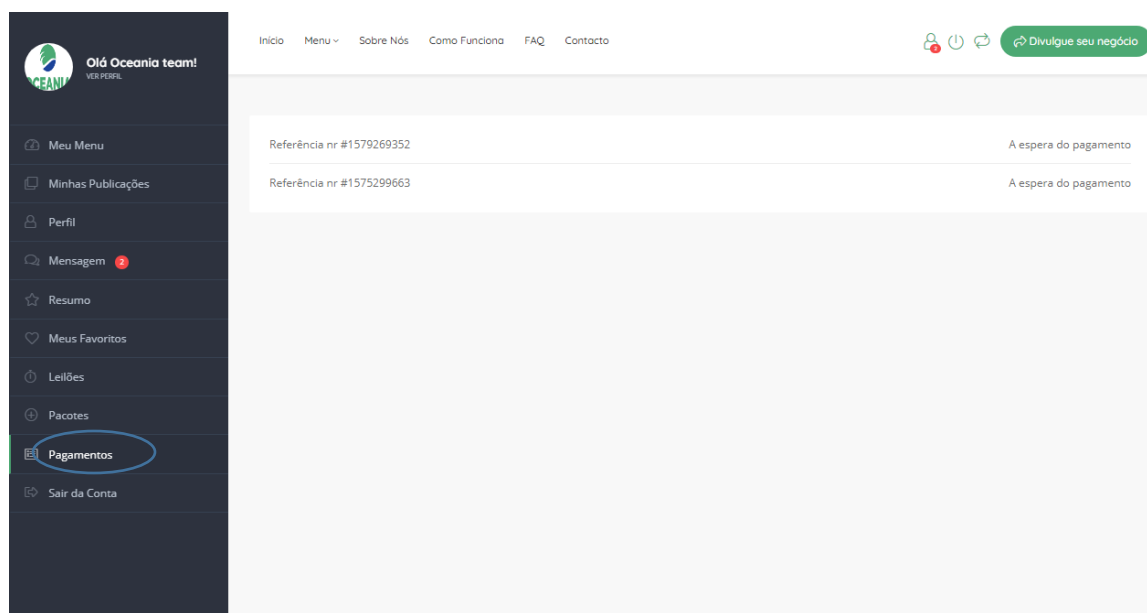 Olá Oceania team!
VER PERFIL
OCEANIA
Início Menu Sobre Nós Como Funciona FAQ Contacto
Divulgue seu negócio
Meu Menu
Minhas Publicações
Perfil
Mensagem 2
Resumo
Meus Favoritos
Leilões
Pacotes
Pagamentos
Sair da Conta
Referência nr #1579269352 A espera do pagamento
Referência nr #1575299663 A espera do pagamento